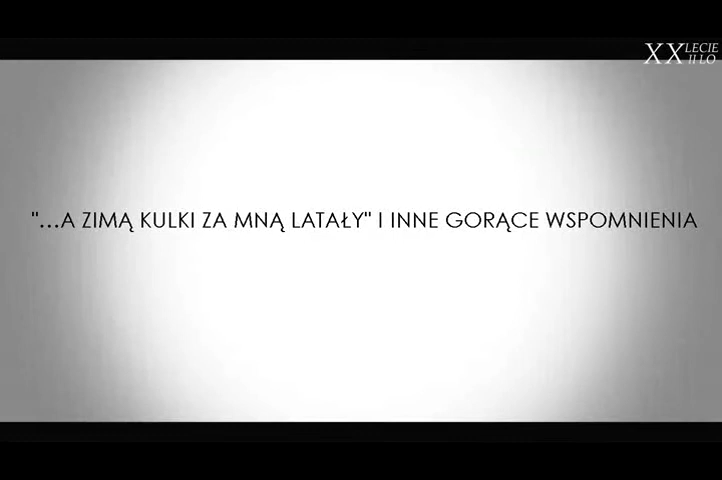 XX LECIE
II LO
"...A ZIMĄ KULKI ZA MNĄ LATAŁY" I INNE GORĄCE WSPOMNIENIA